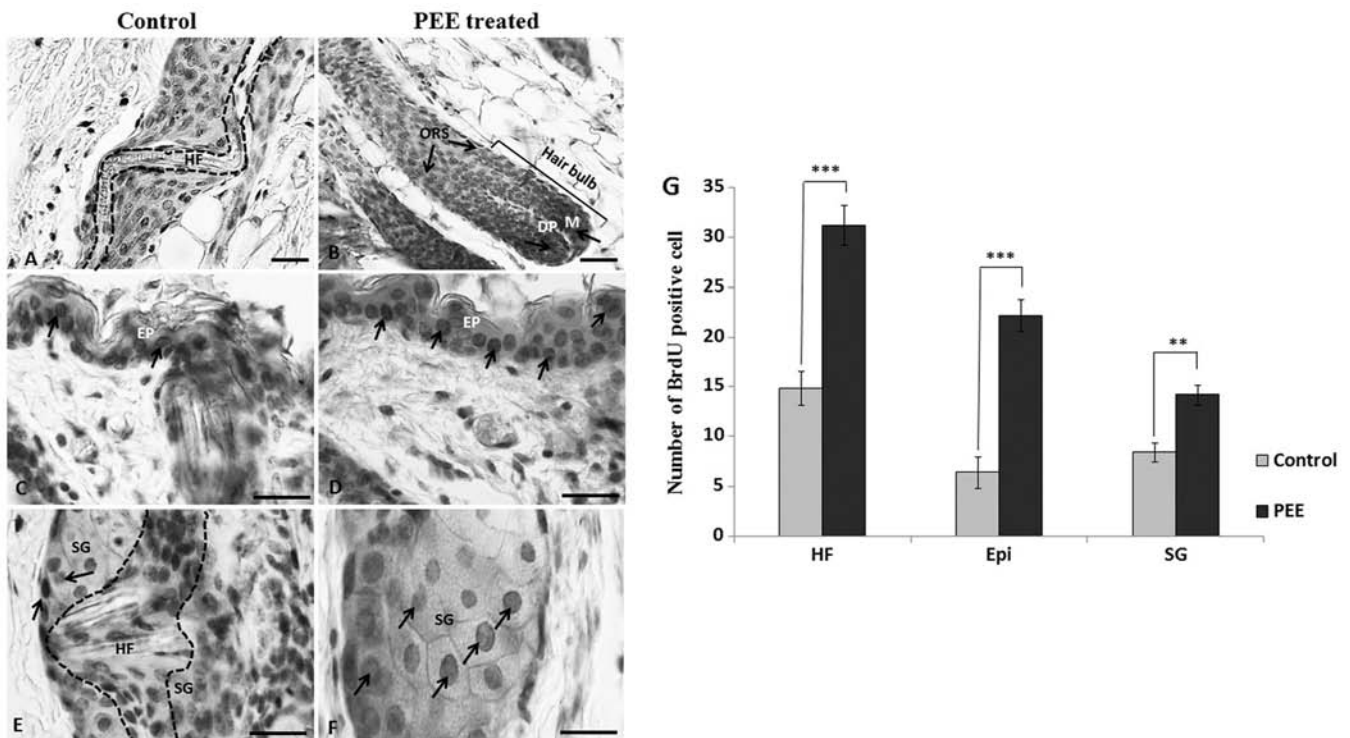 Control
PEE treated
HF
A
ORS
Hair bulb
DP
M
B
EP
C
EP
D
SG
HF
SG
E
SG
F
G
Number of BrdU positive cell
35
30
25
20
15
10
5
0
***
***
**
HF
Epi
SG
Control
PEE